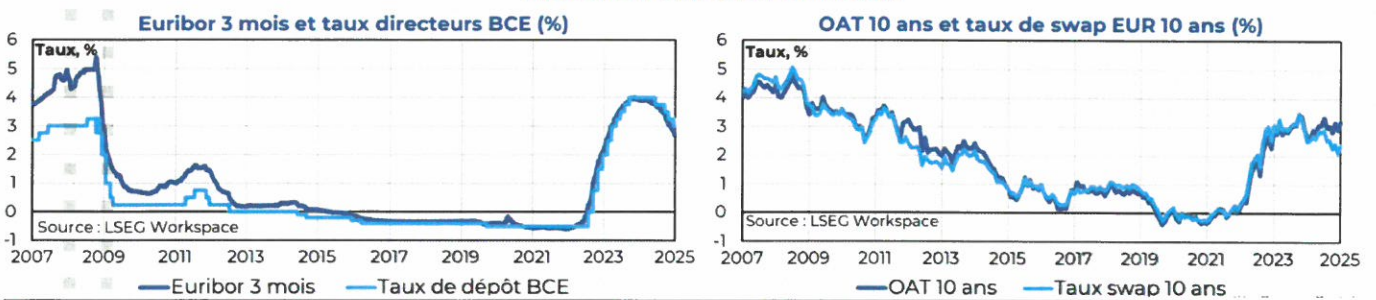 Euribor 3 mois et taux directeurs BCE (%)
6
5
4
3
2
1
0
-1
Taux, %
Source : LSEG Workspace
2007 2009 2011 2013 2015 2017 2019 2021 2023 2025
Euribor 3 mois Taux de dépôt BCE
OAT 10 ans et taux de swap EUR 10 ans (%)
6
5
4
3
2
1
0
-1
Taux, %
Source : LSEG Workspace
2007 2009 2011 2013 2015 2017 2019 2021 2023 2025
OAT 10 ans Taux swap 10 ans